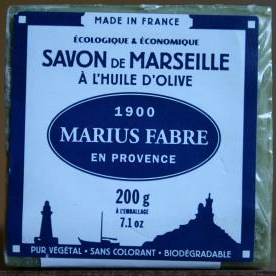 MADE IN FRANCE
ÉCOLOGIQUE & ÉCONOMIQUE
SAVON DE MARSEILLE
À L'HUILE D'OLIVE
1900
MARIUS FABRE
EN PROVENCE
200 g
À L'EMBALLAGE
7.1 oz
PUR VÉGÉTAL • SANS COLORANT • BIODÉGRADABLE